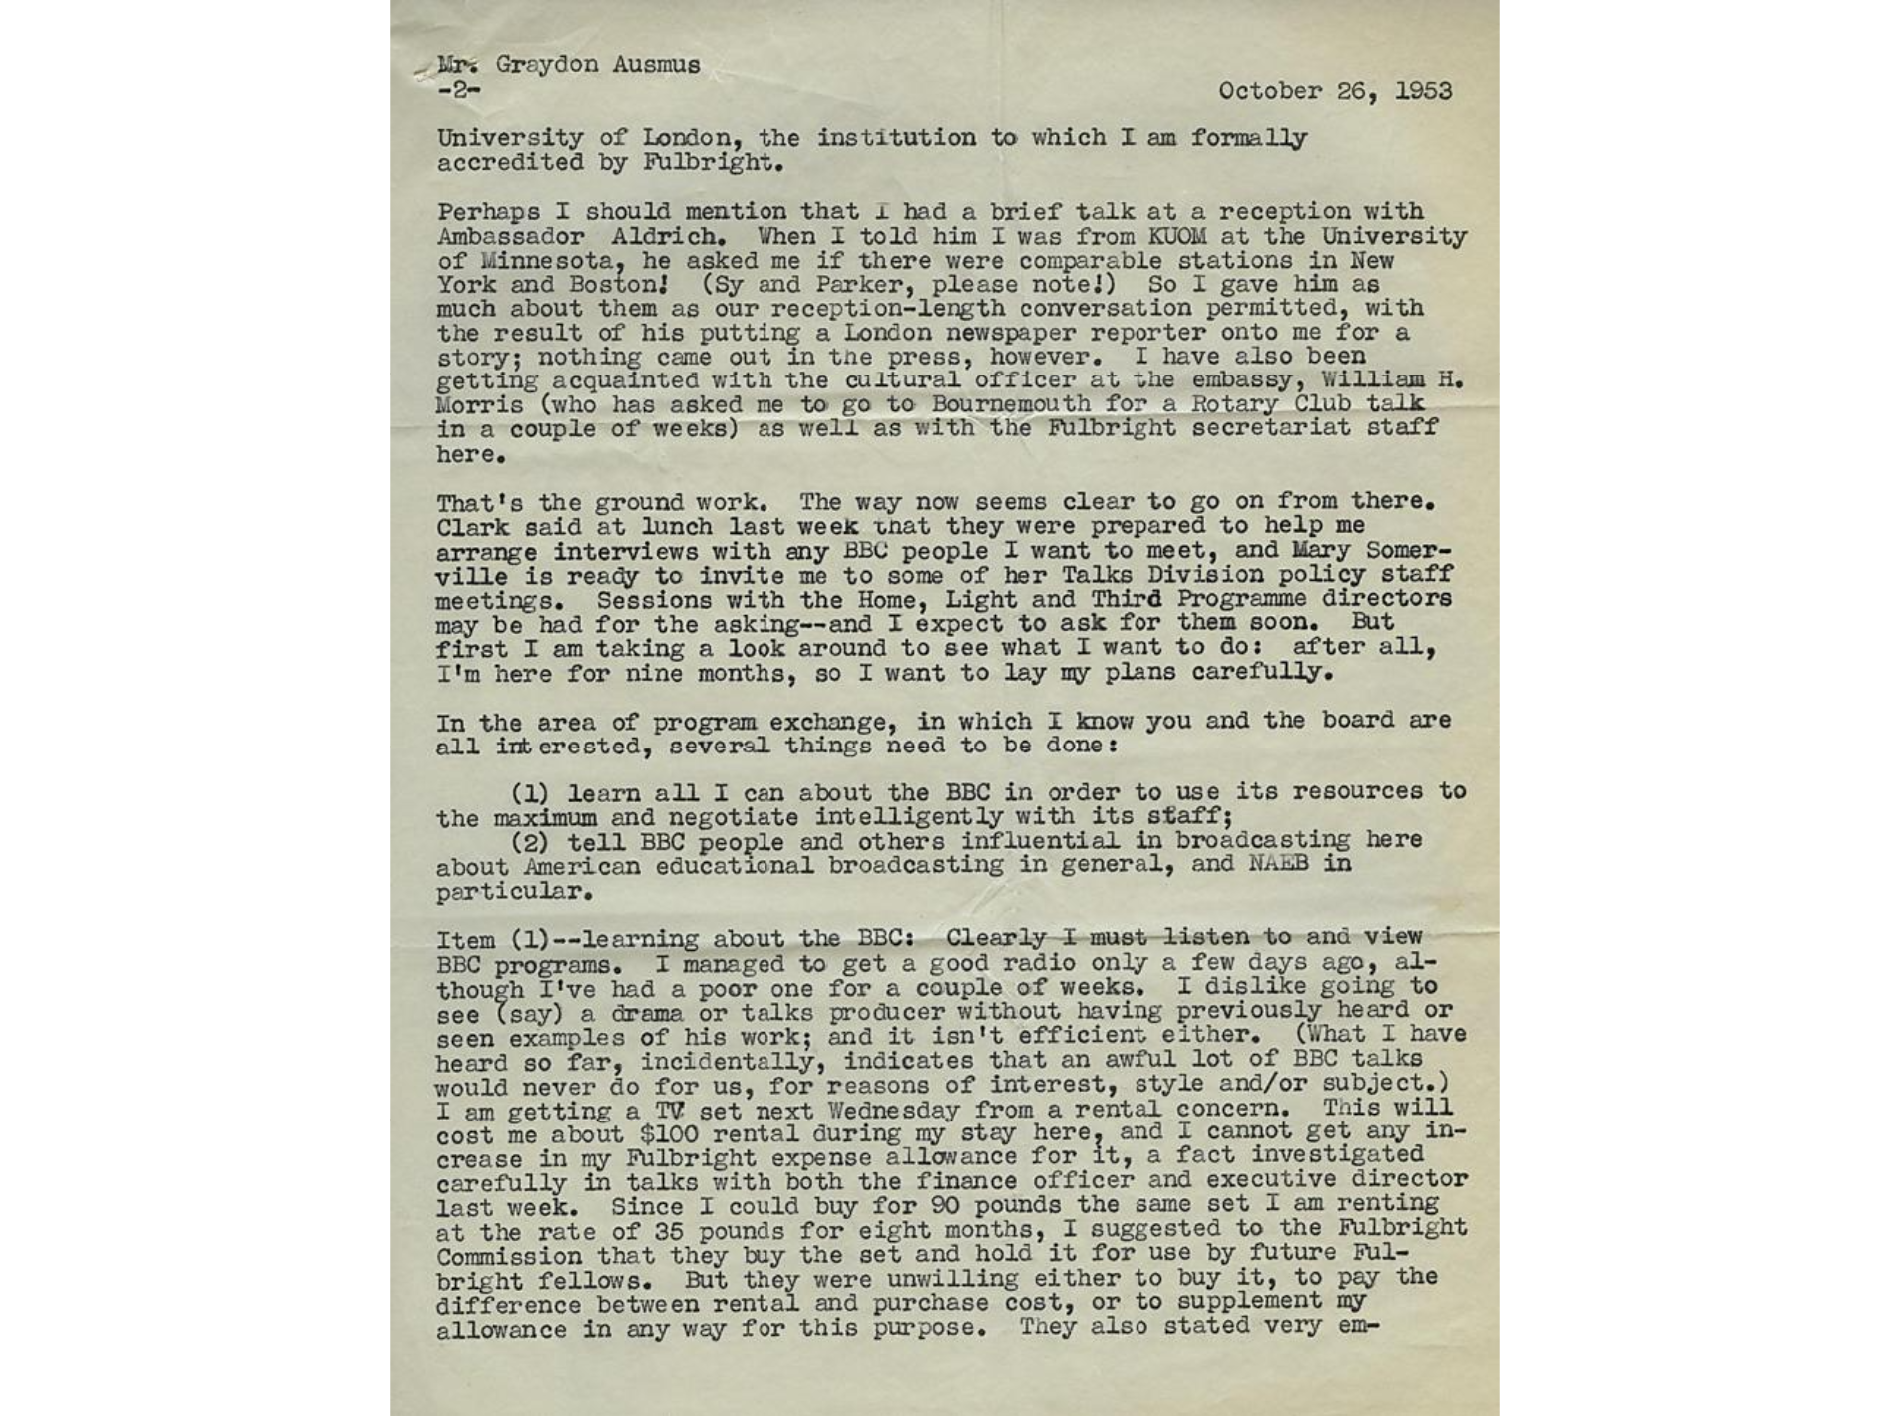 Mr. Graydon Ausmus
-2-
October 26, 1953
University of London, the institution to which I am formally
accredited by Fulbright.
Perhaps I should mention that I had a brief talk at a reception with
Ambassador Aldrich. When I told him I was from KUOM at the University
of Minnesota, he asked me if there were comparable stations in New
York and Boston! (Sy and Parker, please note!) So I gave him as
much about them as our reception-length conversation permitted, with
the result of his putting a London newspaper reporter onto me for a
story; nothing came out in the press, however. I have also been
getting acquainted with the cultural officer at the embassy, William H.
Morris (who has asked me to go to Bournemouth for a Rotary Club talk
in a couple of weeks) as well as with the Fulbright secretariat staff
here.
That's the ground work. The way now seems clear to go on from there.
Clark said at lunch last week that they were prepared to help me
arrange interviews with any BBC people I want to meet, and Mary Somer-
ville is ready to invite me to some of her Talks Division policy staff
meetings. Sessions with the Home, Light and Third Programme directors
may be had for the asking--and I expect to ask for them soon. But
first I am taking a look around to see what I want to do: after all,
I'm here for nine months, so I want to lay my plans carefully.
In the area of program exchange, in which I know you and the board are
all interested, several things need to be done:
(1) learn all I can about the BBC in order to use its resources to
the maximum and negotiate intelligently with its staff;
(2) tell BBC people and others influential in broadcasting here
about American educational broadcasting in general, and NAEB in
particular.
Item (1)--learning about the BBC: Clearly I must listen to and view
BBC programs. I managed to get a good radio only a few days ago, al-
though I've had a poor one for a couple of weeks. I dislike going to
see (say) a drama or talks producer without having previously heard or
seen examples of his work; and it isn't efficient either. (What I have
heard so far, incidentally, indicates that an awful lot of BBC talks
would never do for us, for reasons of interest, style and/or subject.)
I am getting a TV set next Wednesday from a rental concern. This will
cost me about $100 rental during my stay here, and I cannot get any in-
crease in my Fulbright expense allowance for it, a fact investigated
carefully in talks with both the finance officer and executive director
last week. Since I could buy for 90 pounds the same set I am renting
at the rate of 35 pounds for eight months, I suggested to the Fulbright
Commission that they buy the set and hold it for use by future Ful-
bright fellows. But they were unwilling either to buy it, to pay the
difference between rental and purchase cost, or to supplement my
allowance in any way for this purpose. They also stated very em-